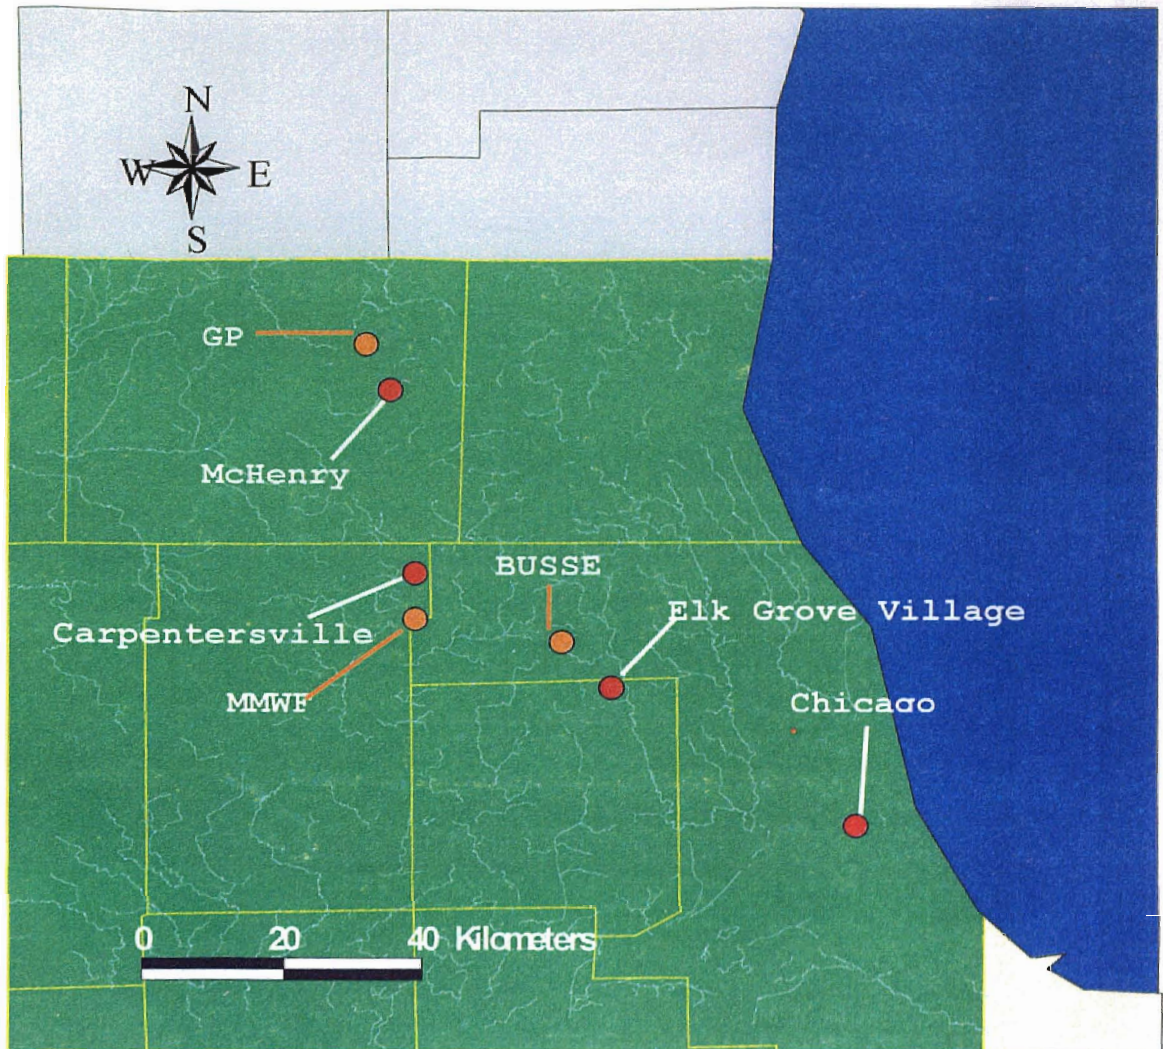 N
W E
S
GP
McHenry
BUSSE
Elk Grove Village
Carpentersville
MMWF
Chicago
0 20 40 Kilometers